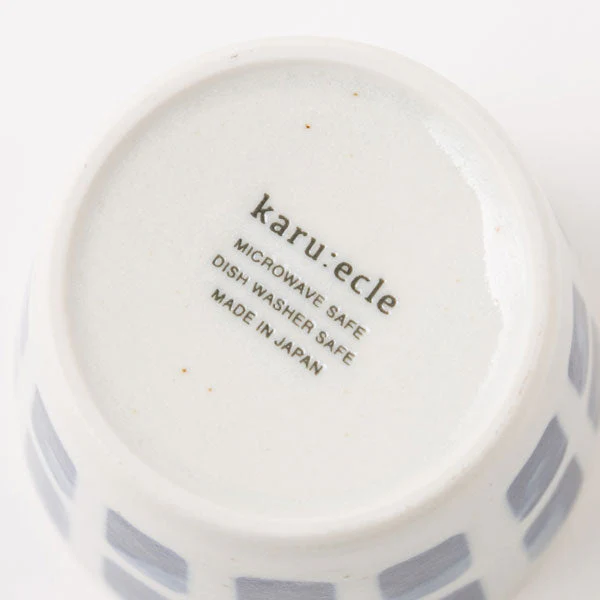 karu:ecle
MICROWAVE SAFE
DISH WASHER SAFE
MADE IN JAPAN